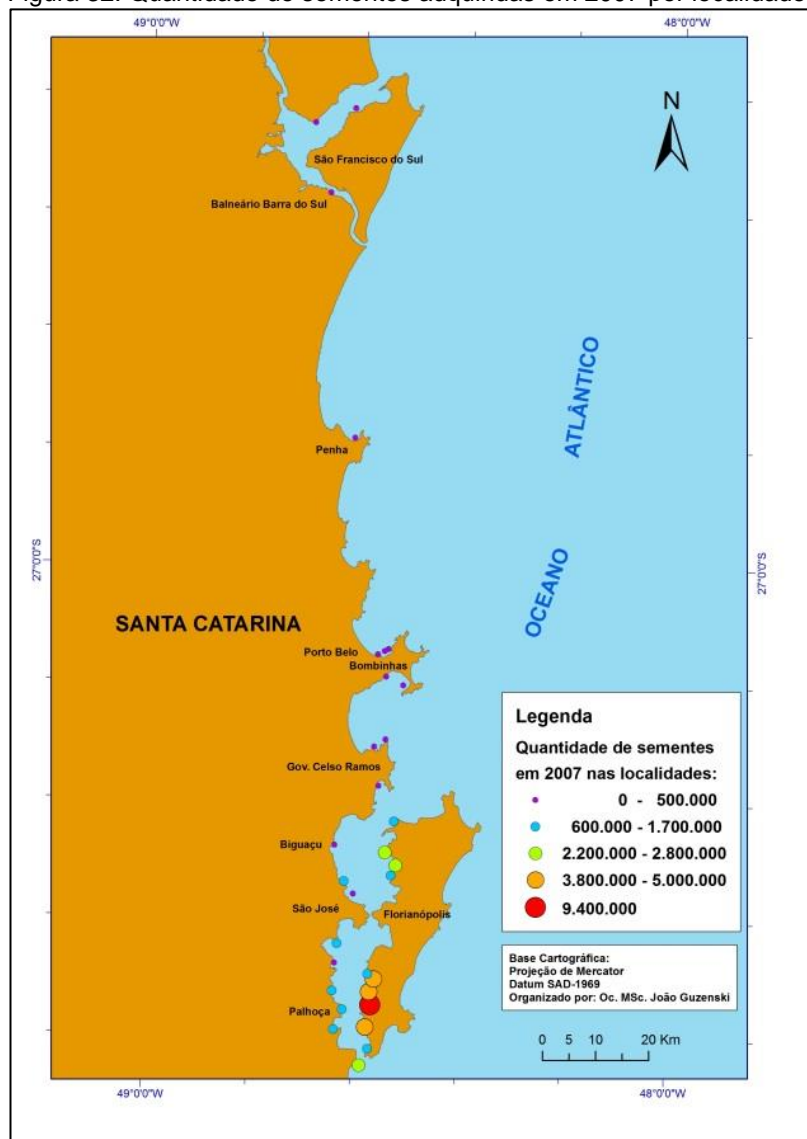 Figura 32: Quantidade de sementes adquiridas em 2007 por localidade
49°0'0"W
48°0'0"W
N
São Francisco do Sul
Balneário Barra do Sul
ATLÂNTICO
Penha
OCEANO
27°0'0"S
27°0'0"S
SANTA CATARINA
Porto Belo
Bombinhas
Gov. Celso Ramos
Biguaçu
São José
Florianópolis
Palhoça
Legenda
Quantidade de sementes
em 2007 nas localidades:
0 - 500.000
600.000 - 1.700.000
2.200.000 - 2.800.000
3.800.000 - 5.000.000
9.400.000
Base Cartográfica:
Projeção de Mercator
Datum SAD-1969
Organizado por: Oc. MSc. João Guzenski
0 5 10 20 Km
49°0'0"W
48°0'0"W